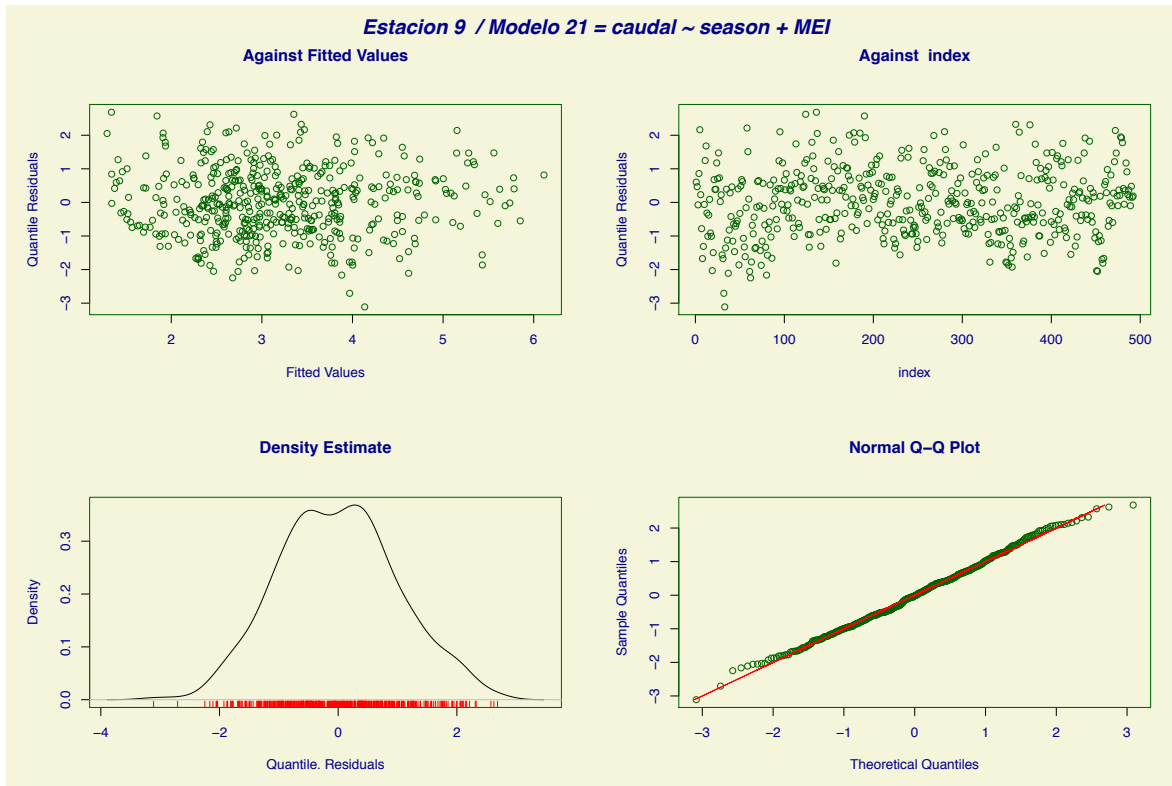 Estacion 9 / Modelo 21 = caudal ~ season + MEI
Against Fitted Values
Quantile Residuals
2
1
0
−1
−2
−3
2 3 4 5 6
Fitted Values
Against index
Quantile Residuals
2
1
0
−1
−2
−3
0 100 200 300 400 500
index
Density Estimate
Density
0.3
0.2
0.1
0.0
−4 −2 0 2
Quantile. Residuals
Normal Q−Q Plot
Sample Quantiles
2
1
0
−1
−2
−3
−3 −2 −1 0 1 2 3
Theoretical Quantiles